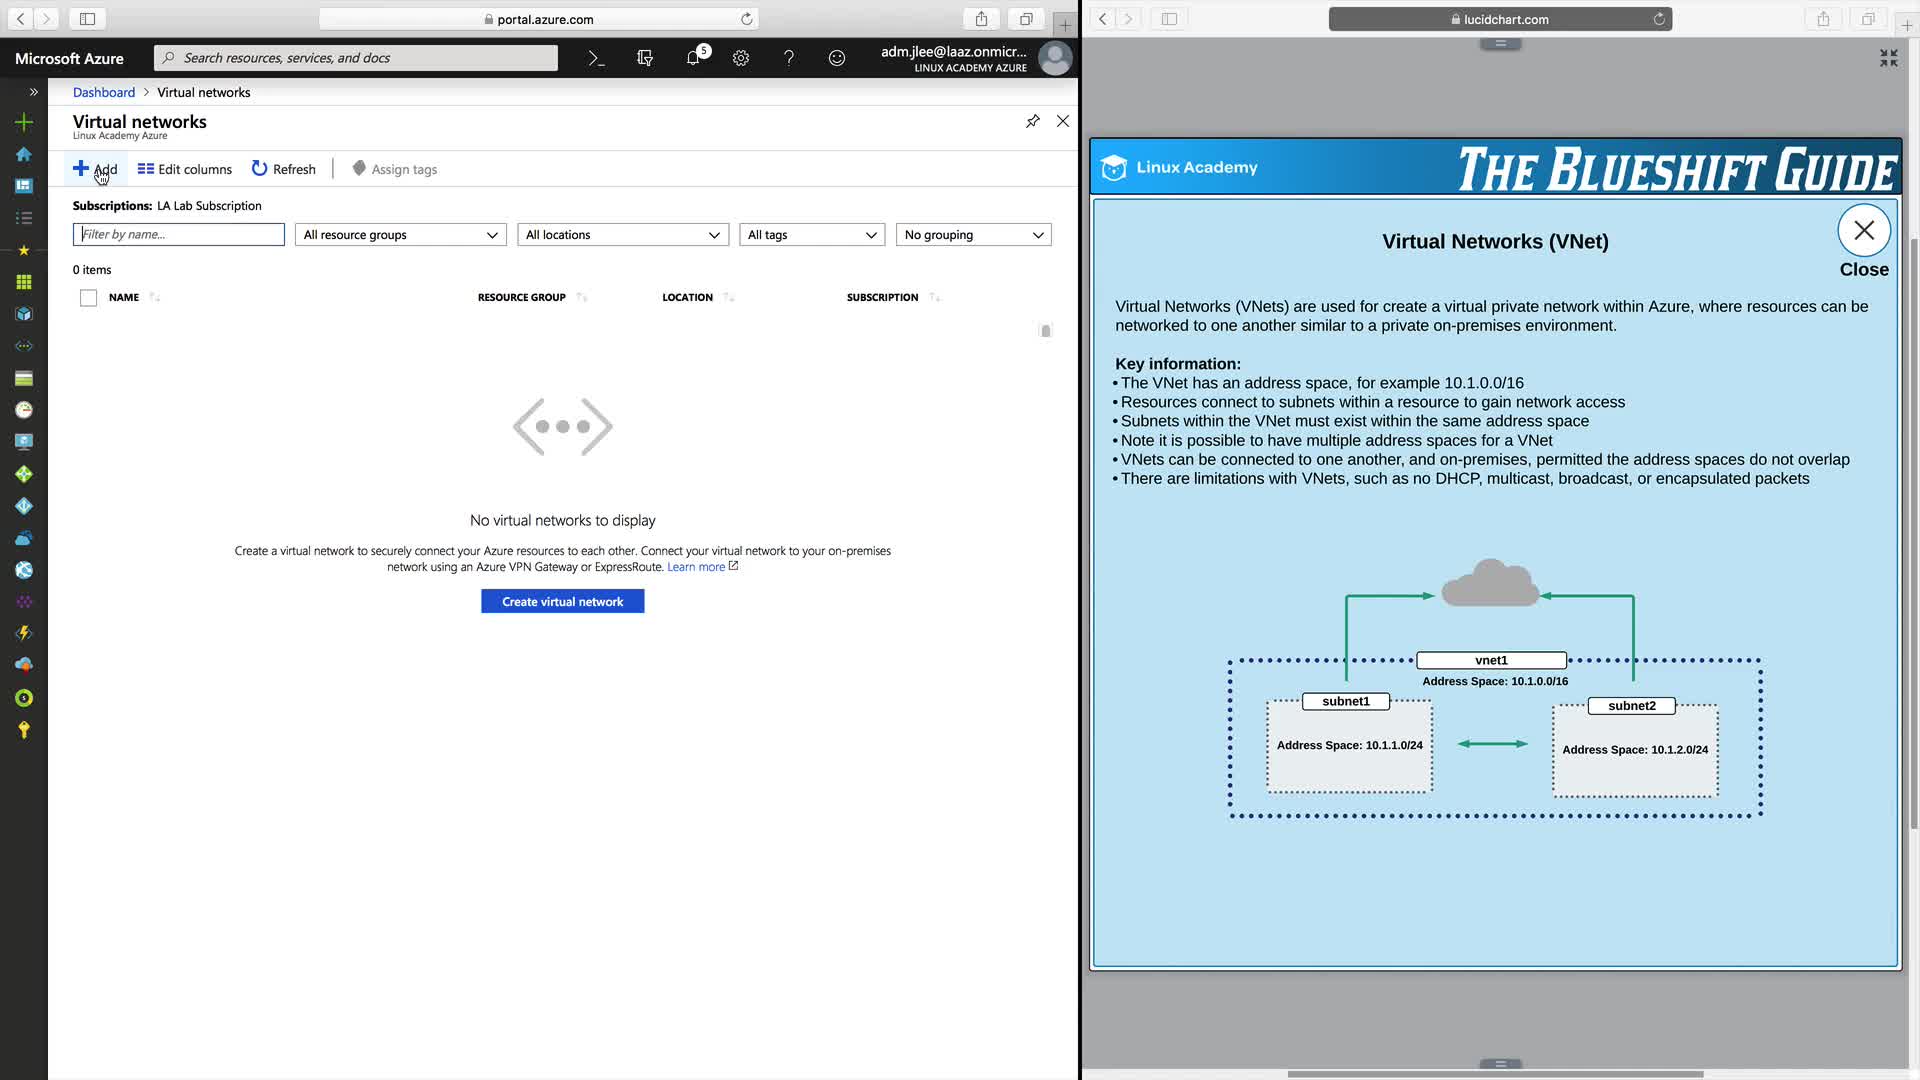 portal.azure.com
Microsoft Azure
Search resources, services, and docs
5
adm.jlee@laaz.onmicr...
LINUX ACADEMY AZURE
Dashboard > Virtual networks
Virtual networks
Linux Academy Azure
Add
Edit columns
Refresh
Assign tags
Subscriptions: LA Lab Subscription
Filter by name...
All resource groups
All locations
All tags
No grouping
0 items
NAME
RESOURCE GROUP
LOCATION
SUBSCRIPTION
No virtual networks to display
Create a virtual network to securely connect your Azure resources to each other. Connect your virtual network to your on-premises
network using an Azure VPN Gateway or ExpressRoute. Learn more
Create virtual network
lucidchart.com
Linux Academy
THE BLUESHIFT GUIDE
Virtual Networks (VNet)
Close
Virtual Networks (VNets) are used for create a virtual private network within Azure, where resources can be
networked to one another similar to a private on-premises environment.
Key information:
• The VNet has an address space, for example 10.1.0.0/16
• Resources connect to subnets within a resource to gain network access
• Subnets within the VNet must exist within the same address space
• Note it is possible to have multiple address spaces for a VNet
• VNets can be connected to one another, and on-premises, permitted the address spaces do not overlap
• There are limitations with VNets, such as no DHCP, multicast, broadcast, or encapsulated packets
vnet1
Address Space: 10.1.0.0/16
subnet1
Address Space: 10.1.1.0/24
subnet2
Address Space: 10.1.2.0/24